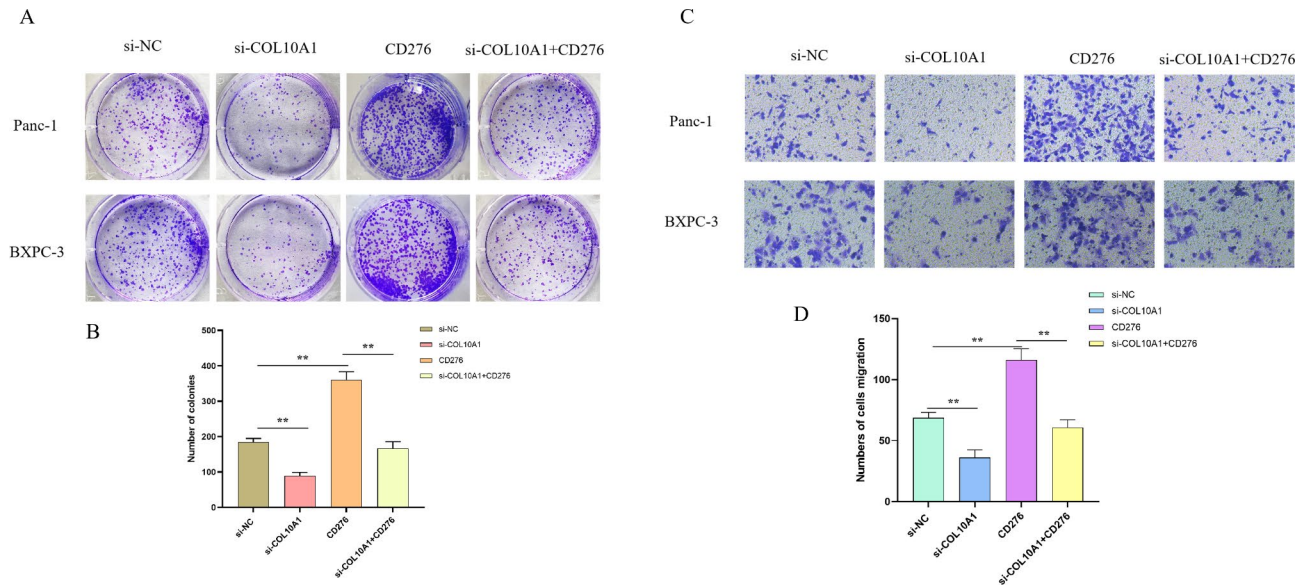 A
si-NC si-COL10A1 CD276 si-COL10A1+CD276
Panc-1
BXPC-3
B
Number of colonies
500
400
300
200
100
0
** ** **
si-NC
si-COL10A1
CD276
si-COL10A1+CD276
si-NC si-COL10A1 CD276 si-COL10A1+CD276
C
si-NC si-COL10A1 CD276 si-COL10A1+CD276
Panc-1
BXPC-3
D
Numbers of cells migration
150
100
50
0
** ** **
si-NC
si-COL10A1
CD276
si-COL10A1+CD276
si-NC si-COL10A1 CD276 si-COL10A1+CD276